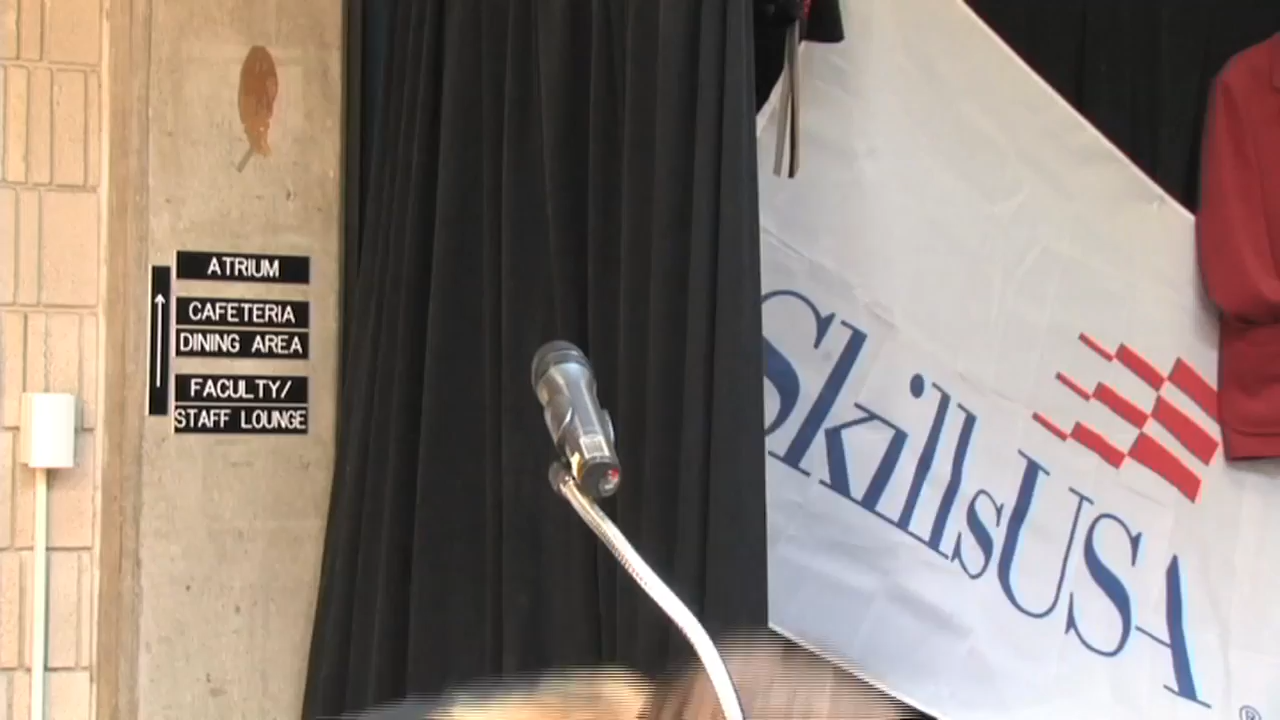 ATRIUM
CAFETERIA
DINING AREA
FACULTY/
STAFF LOUNGE
SkillsUSA
®